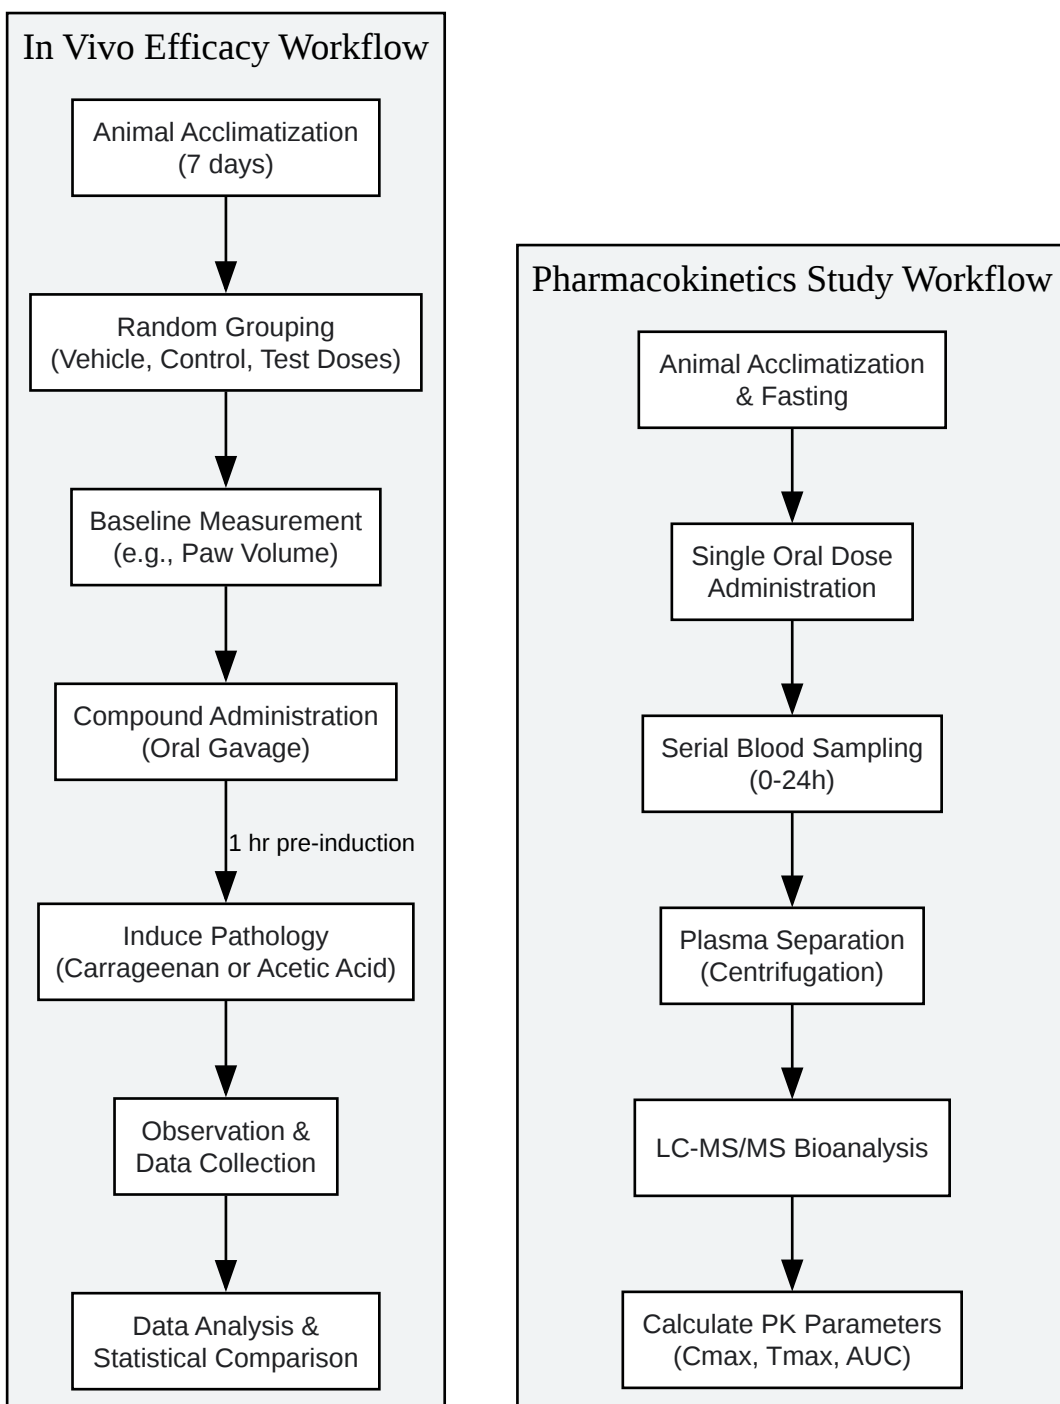 In Vivo Efficacy Workflow
Animal Acclimatization
(7 days)
Random Grouping
(Vehicle, Control, Test Doses)
Baseline Measurement
(e.g., Paw Volume)
Compound Administration
(Oral Gavage)
1 hr pre-induction
Induce Pathology
(Carrageenan or Acetic Acid)
Observation &
Data Collection
Data Analysis &
Statistical Comparison
Pharmacokinetics Study Workflow
Animal Acclimatization
& Fasting
Single Oral Dose
Administration
Serial Blood Sampling
(0-24h)
Plasma Separation
(Centrifugation)
LC-MS/MS Bioanalysis
Calculate PK Parameters
(Cmax, Tmax, AUC)